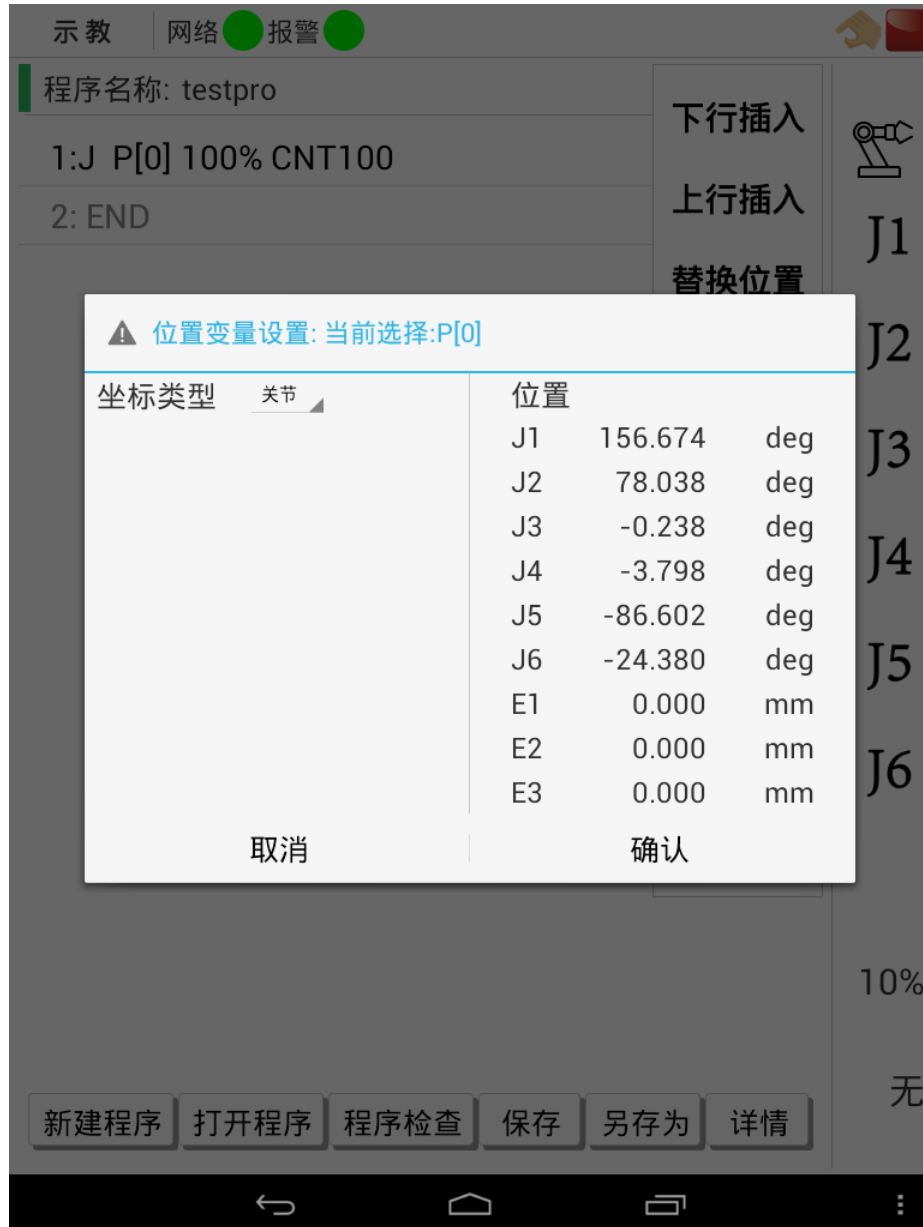 示教 网络 报警
程序名称: testpro
1:J P[0] 100% CNT100
2: END
下行插入
上行插入
替换位置
位置变量设置: 当前选择:P[0]
坐标类型 关节
位置
J1 156.674 deg
J2 78.038 deg
J3 -0.238 deg
J4 -3.798 deg
J5 -86.602 deg
J6 -24.380 deg
E1 0.000 mm
E2 0.000 mm
E3 0.000 mm
取消 确认
J1
J2
J3
J4
J5
J6
10%
无
新建程序 打开程序 程序检查 保存 另存为 详情